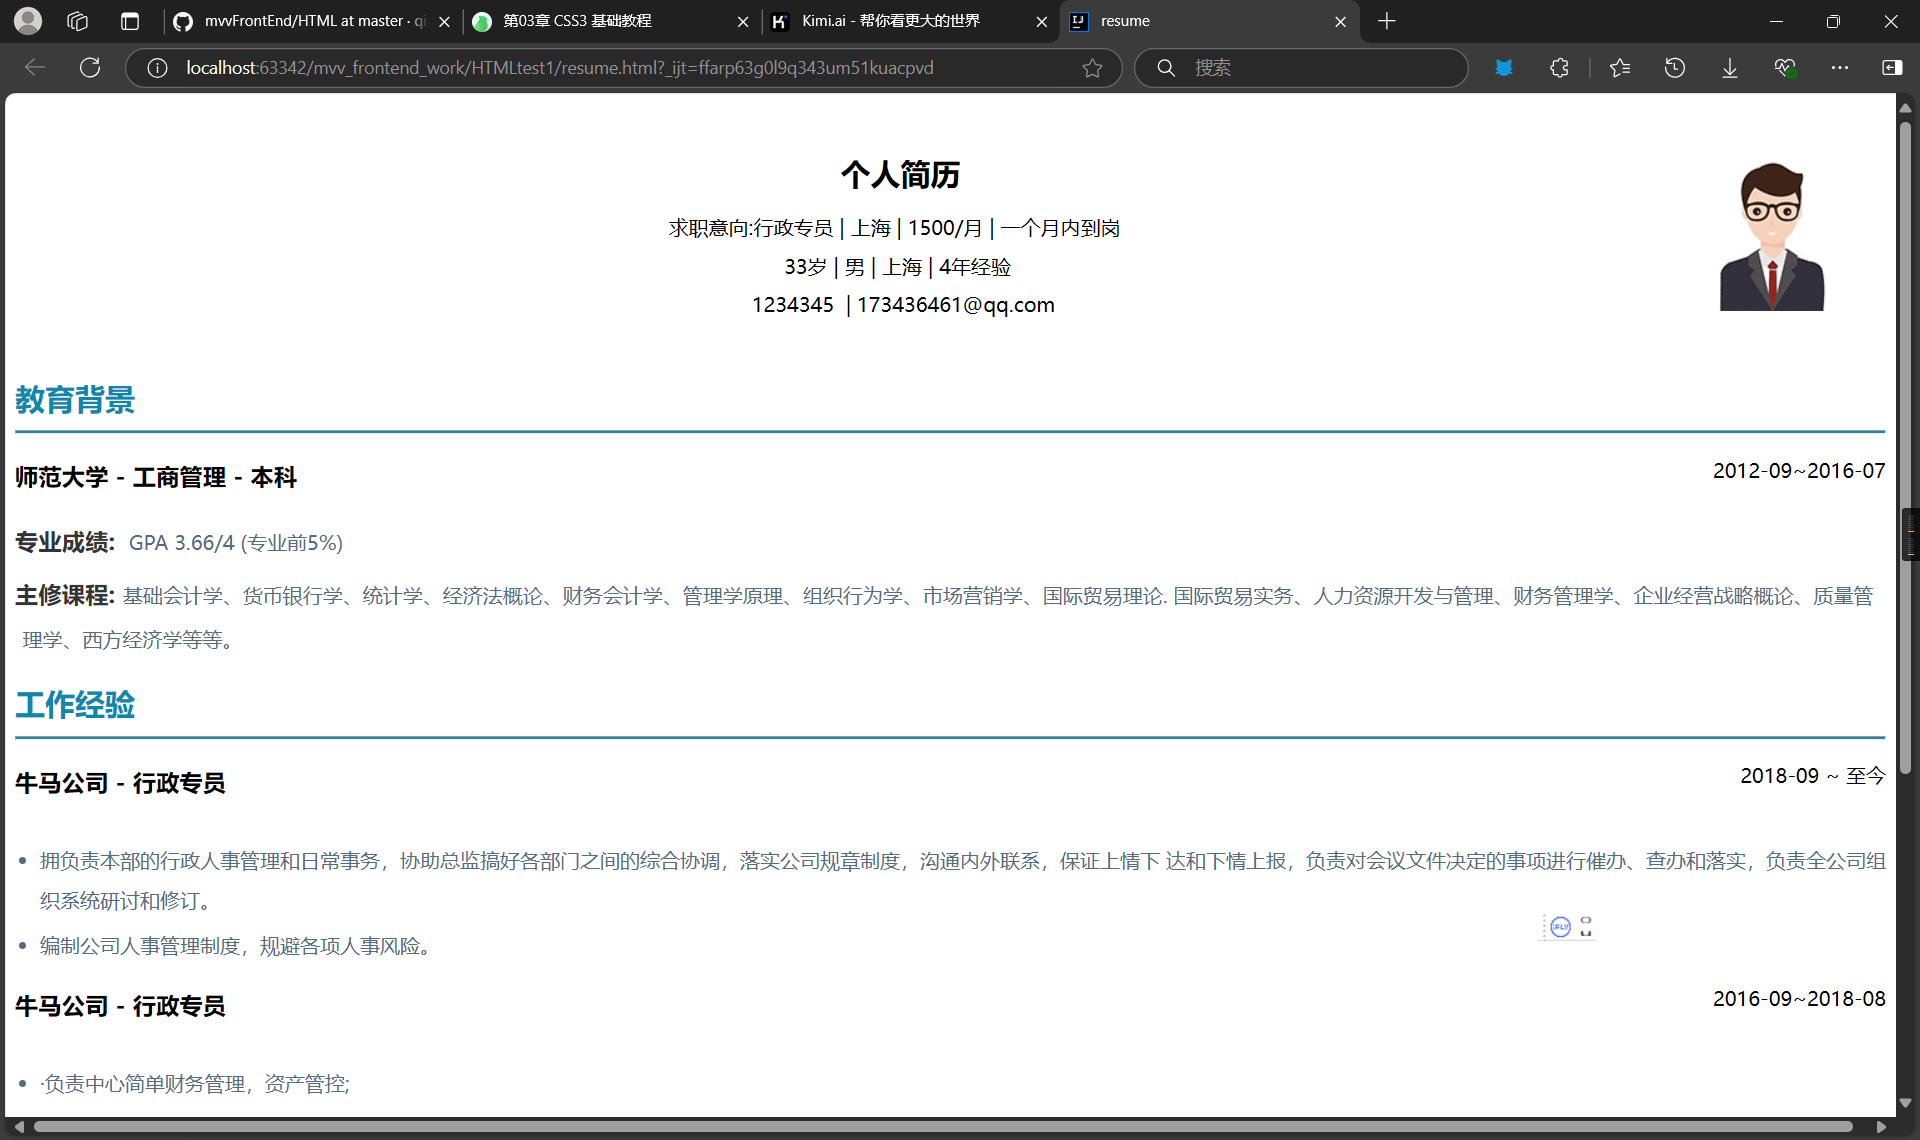 mvvFrontEnd/HTML at master · qi
第03章 CSS3 基础教程
Kimi.ai - 帮你看更大的世界
resume
localhost:63342/mvv_frontend_work/HTMLtest1/resume.html?_ijt=ffarp63g0l9q343um51kuacpvd
搜索
个人简历
求职意向:行政专员 | 上海 | 1500/月 | 一个月内到岗
33岁 | 男 | 上海 | 4年经验
1234345 | 173436461@qq.com
教育背景
师范大学 - 工商管理 - 本科
2012-09~2016-07
专业成绩: GPA 3.66/4 (专业前5%)
主修课程: 基础会计学、货币银行学、统计学、经济法概论、财务会计学、管理学原理、组织行为学、市场营销学、国际贸易理论. 国际贸易实务、人力资源开发与管理、财务管理学、企业经营战略概论、质量管
理学、西方经济学等等。
工作经验
牛马公司 - 行政专员
2018-09 ~ 至今
• 拥负责本部的行政人事管理和日常事务，协助总监搞好各部门之间的综合协调，落实公司规章制度，沟通内外联系，保证上情下 达和下情上报，负责对会议文件决定的事项进行催办、查办和落实，负责全公司组
织系统研讨和修订。
• 编制公司人事管理制度，规避各项人事风险。
牛马公司 - 行政专员
2016-09~2018-08
• ·负责中心简单财务管理，资产管控;
iFLY